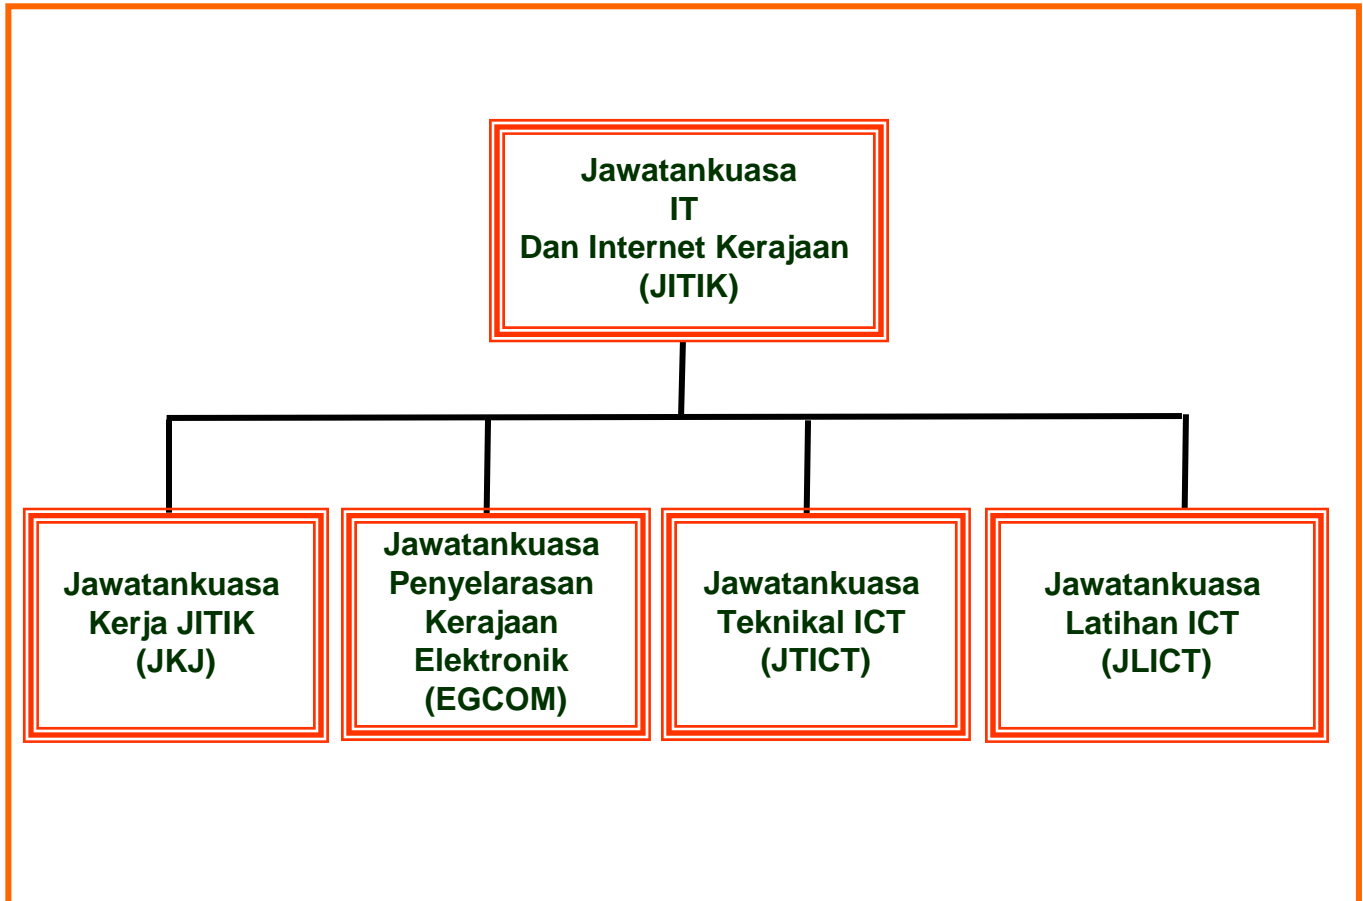 Jawatankuasa
IT
Dan Internet Kerajaan
(JITIK)
Jawatankuasa
Kerja JITIK
(JKJ)
Jawatankuasa
Penyelarasan
Kerajaan
Elektronik
(EGCOM)
Jawatankuasa
Teknikal ICT
(JTICT)
Jawatankuasa
Latihan ICT
(JLICT)